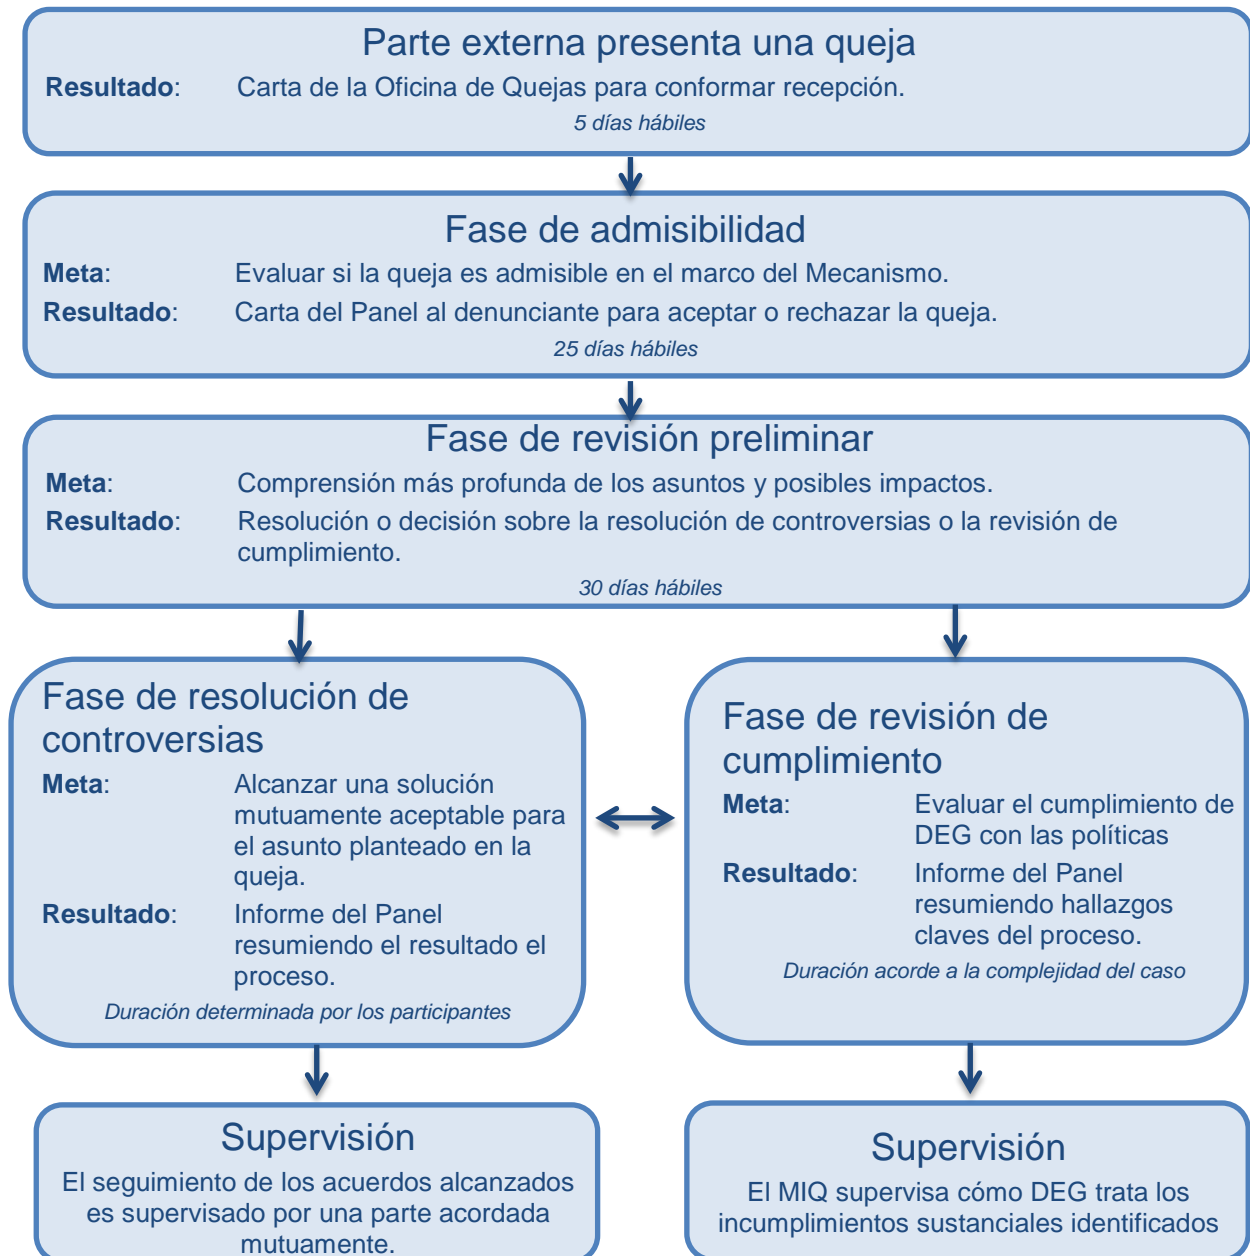 Parte externa presenta una queja
Resultado: Carta de la Oficina de Quejas para conformar recepción.
5 días hábiles
Fase de admisibilidad
Meta: Evaluar si la queja es admisible en el marco del Mecanismo.
Resultado: Carta del Panel al denunciante para aceptar o rechazar la queja.
25 días hábiles
Fase de revisión preliminar
Meta: Comprensión más profunda de los asuntos y posibles impactos.
Resultado: Resolución o decisión sobre la resolución de controversias o la revisión de
cumplimiento.
30 días hábiles
Fase de resolución de
controversias
Meta: Alcanzar una solución
mutuamente aceptable para
el asunto planteado en la
queja.
Resultado: Informe del Panel
resumiendo el resultado el
proceso.
Duración determinada por los participantes
Fase de revisión de
cumplimiento
Meta: Evaluar el cumplimiento de
DEG con las políticas
Resultado: Informe del Panel
resumiendo hallazgos
claves del proceso.
Duración acorde a la complejidad del caso
Supervisión
El seguimiento de los acuerdos alcanzados
es supervisado por una parte acordada
mutuamente.
Supervisión
El MIQ supervisa cómo DEG trata los
incumplimientos sustanciales identificados